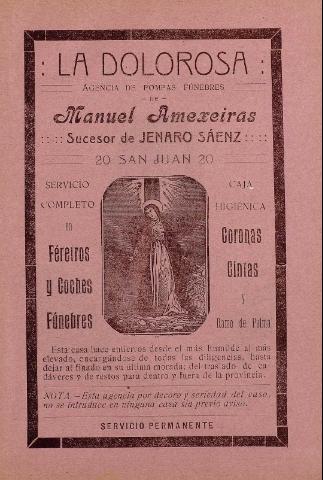 : LA DOLOROSA :
AGENCIA DE POMPAS FÚNEBRES
— DE —
Manuel Amexeiras
:: :: Sucesor de JENARO SÁENZ :: ::
20 SAN JUAN 20
SERVICIO
COMPLETO
EN
Féretros
y Coches
Fúnebres
CAJA
HIGIÉNICA
Coronas
Cintas
Y
Ramo de Palma
Esta casa hace entierros desde el más humilde al más
elevado, encargándose de todas las diligencias, hasta
dejar al finado en su última morada; del traslado de ca-
dáveres y de restos para dentro y fuera de la provincia.
NOTA.—Esta agencia por decoro y seriedad del caso,
no se introduce en ninguna casa sin previo aviso.
SERVICIO PERMANENTE